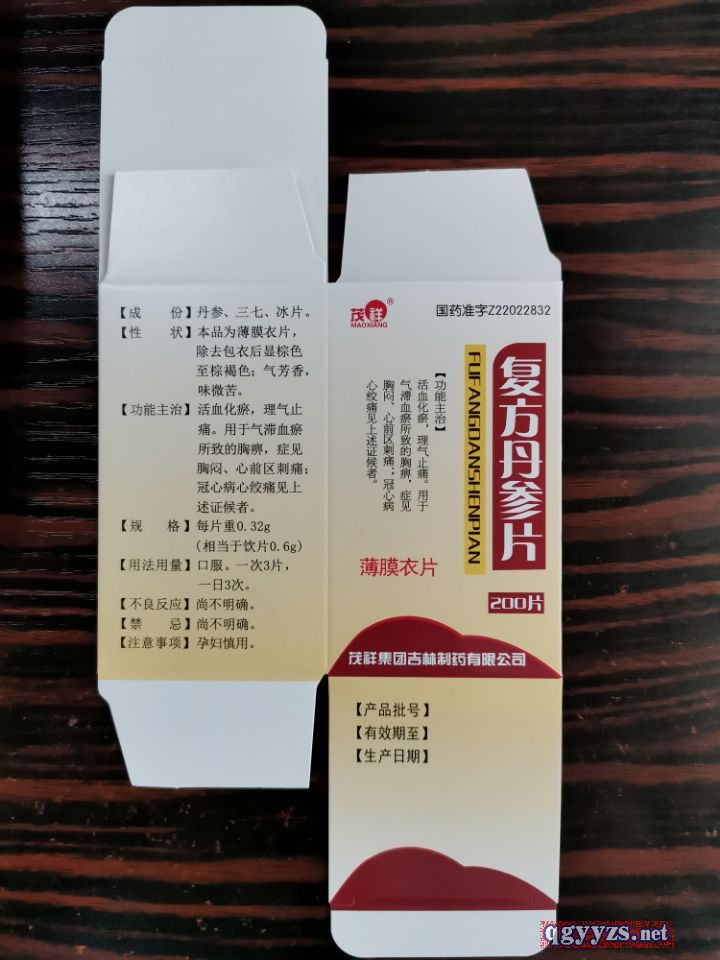 【成　　份】丹参、三七、冰片。
【性　　状】本品为薄膜衣片，
除去包衣后显棕色
至棕褐色；气芳香，
味微苦。
【功能主治】活血化瘀，理气止
痛。用于气滞血瘀
所致的胸痹，症见
胸闷、心前区刺痛；
冠心病心绞痛见上
述证候者。
【规　　格】每片重0.32g
(相当于饮片0.6g)
【用法用量】口服。一次3片，
一日3次。
【不良反应】尚不明确。
【禁　　忌】尚不明确。
【注意事项】孕妇慎用。
茂祥®
MAOXIANG
国药准字Z22022832
复方丹参片
FUFANGDANSHENPIAN
【功能主治】
活血化瘀，理气止痛。用于
气滞血瘀所致的胸痹，症见
胸闷、心前区刺痛；冠心病
心绞痛见上述证候者。
薄膜衣片
200片
茂祥集团吉林制药有限公司
【产品批号】
【有效期至】
【生产日期】
qgyyzs.net